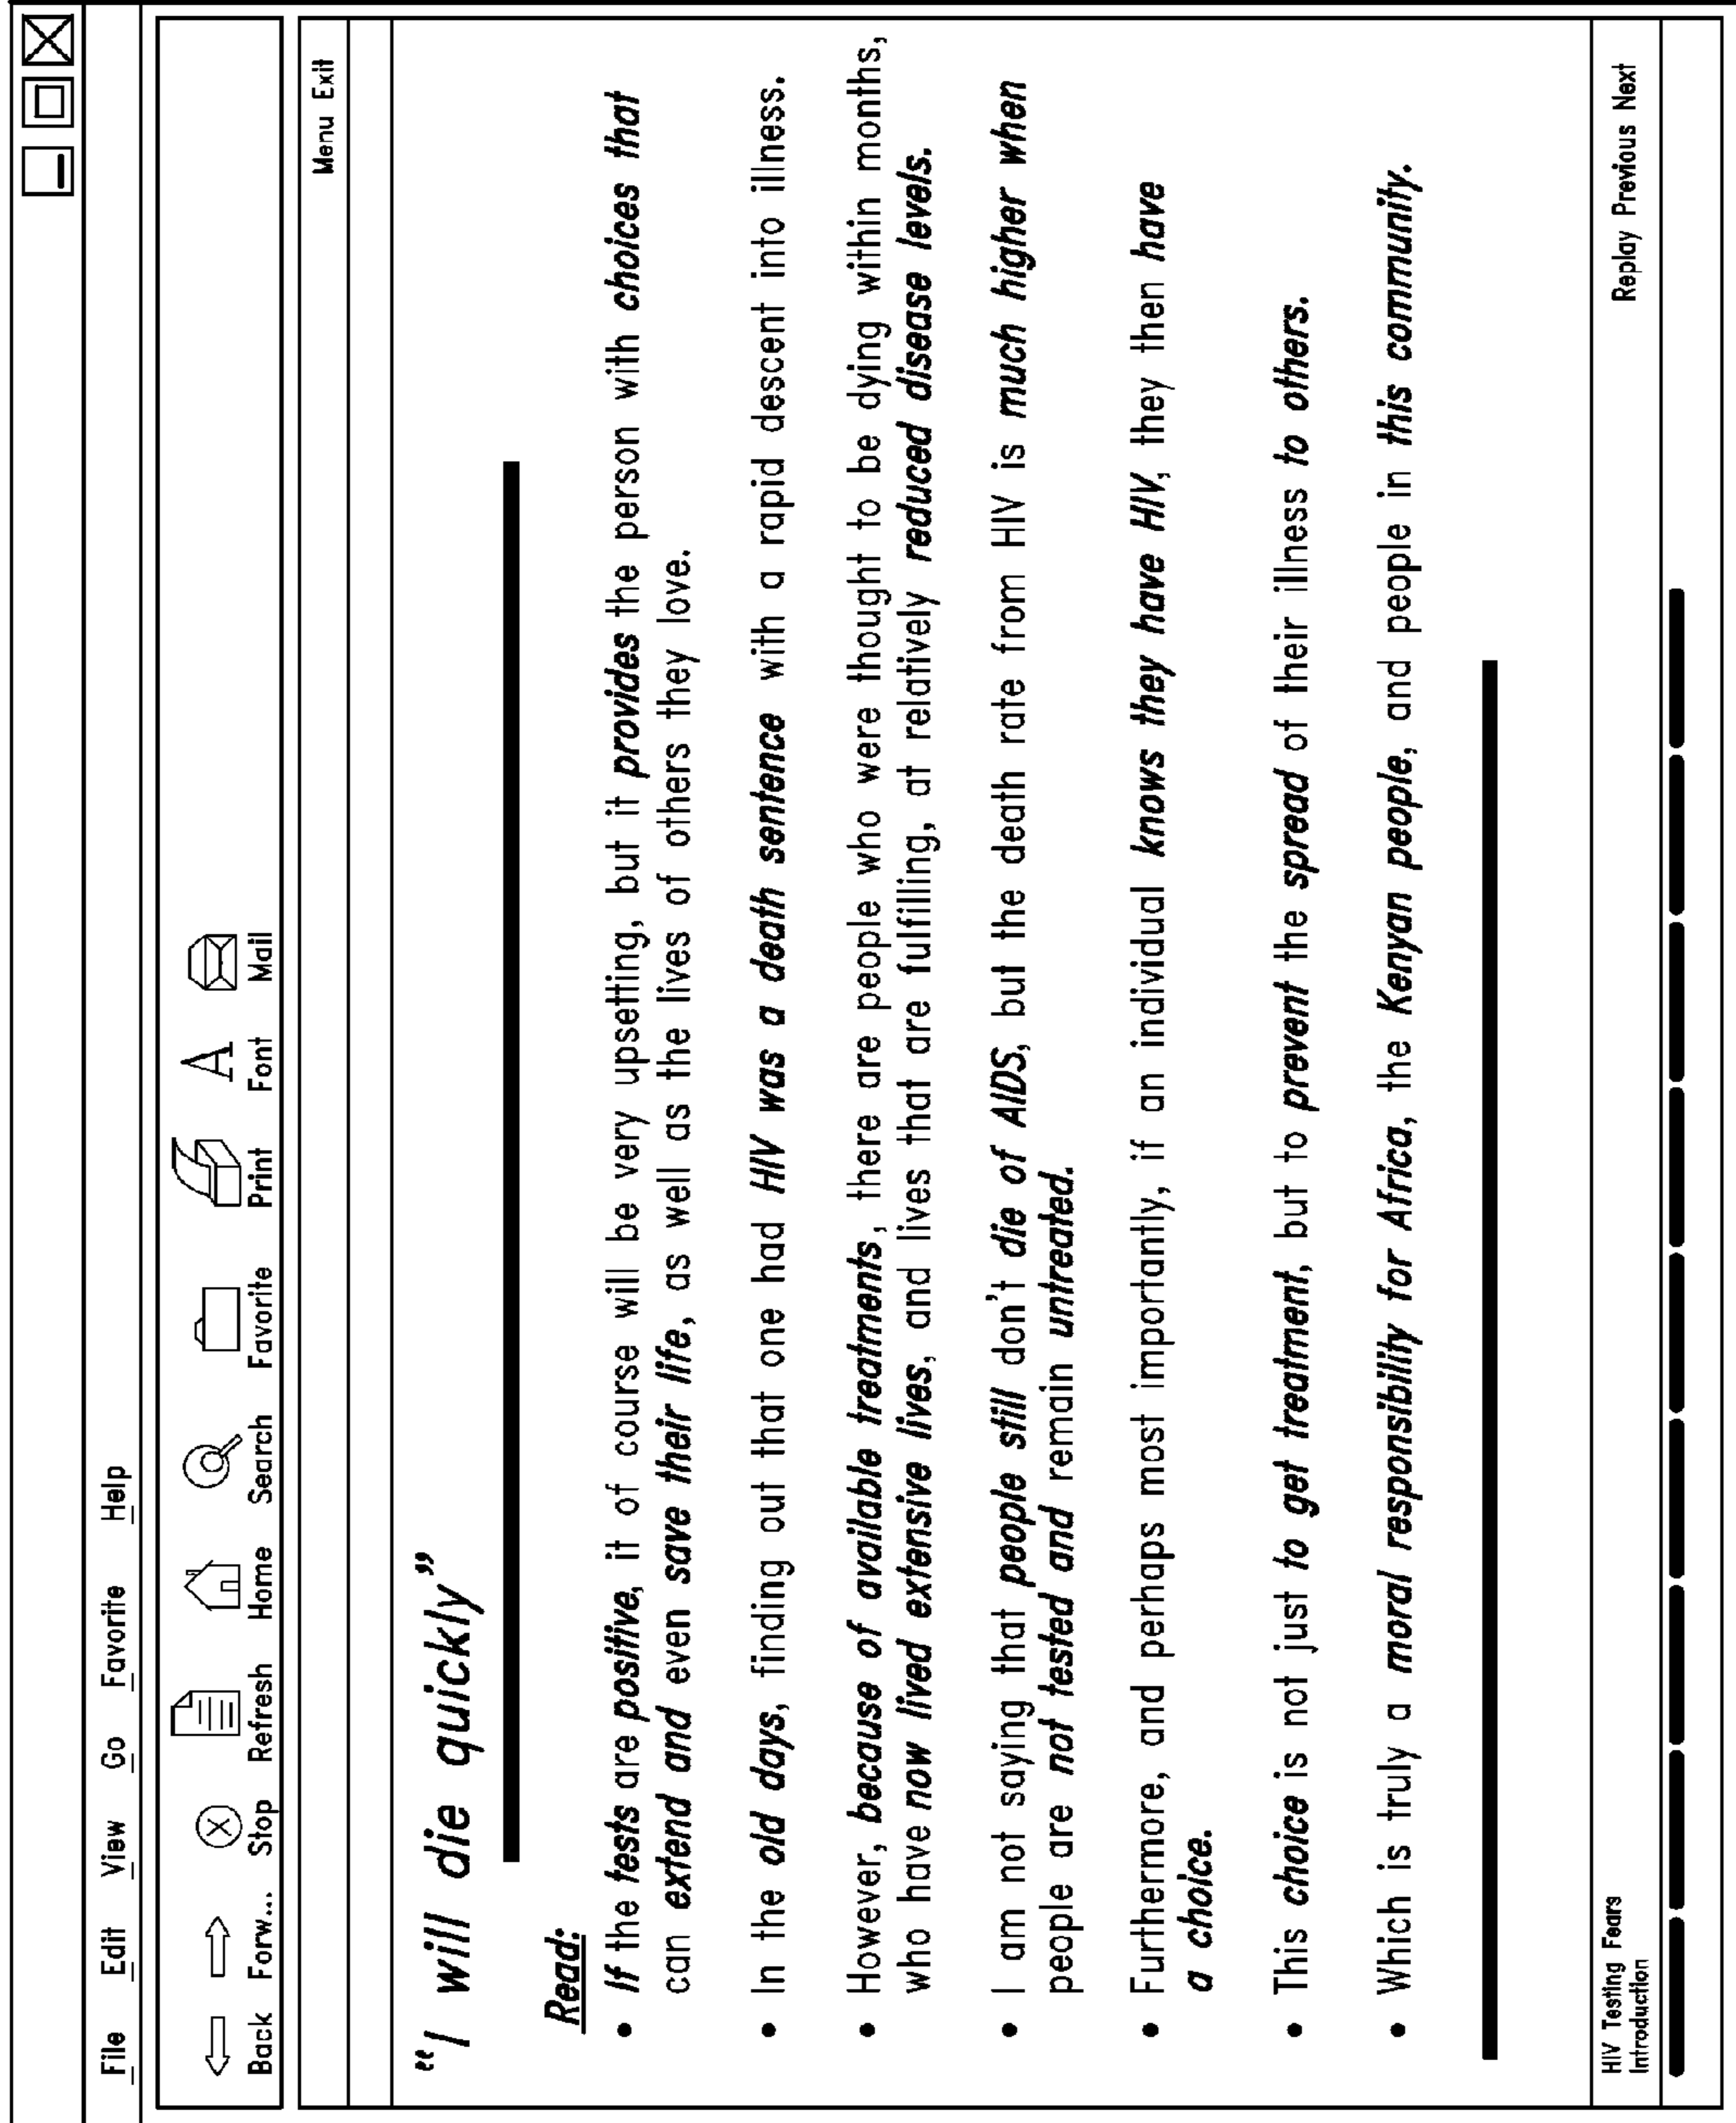 File Edit View Go Favorite Help
Back Forw... Stop Refresh Home Search Favorite Print Font Mail
Menu Exit
“I will die quickly”
Read:
• If the tests are positive, it of course will be very upsetting, but it provides the person with choices that
can extend and even save their life, as well as the lives of others they love.
• In the old days, finding out that one had HIV was a death sentence with a rapid descent into illness.
• However, because of available treatments, there are people who were thought to be dying within months,
who have now lived extensive lives, and lives that are fulfilling, at relatively reduced disease levels.
• I am not saying that people still don't die of AIDS, but the death rate from HIV is much higher when
people are not tested and remain untreated.
• Furthermore, and perhaps most importantly, if an individual knows they have HIV, they then have
a choice.
• This choice is not just to get treatment, but to prevent the spread of their illness to others.
• Which is truly a moral responsibility for Africa, the Kenyan people, and people in this community.
HIV Testing Fears
Introduction
Replay Previous Next